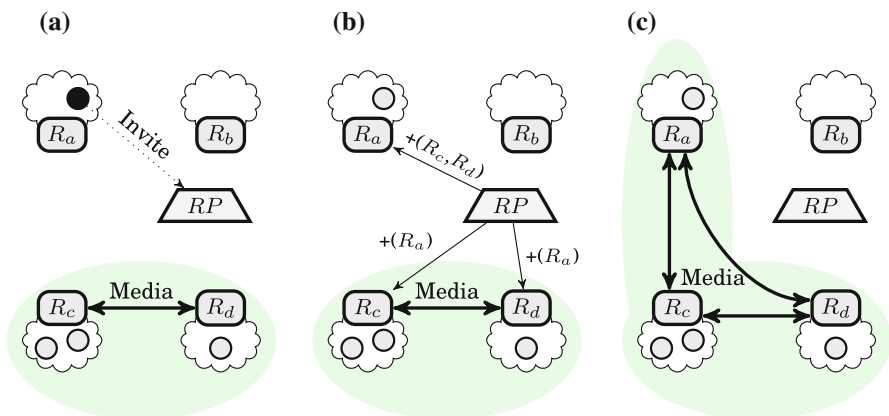 (a)
(b)
(c)
R_a
R_b
Invite
RP
Media
R_c
R_d
R_a
R_b
+(R_c, R_d)
RP
+(R_a)
+(R_a)
Media
R_c
R_d
R_a
R_b
RP
Media
R_c
R_d